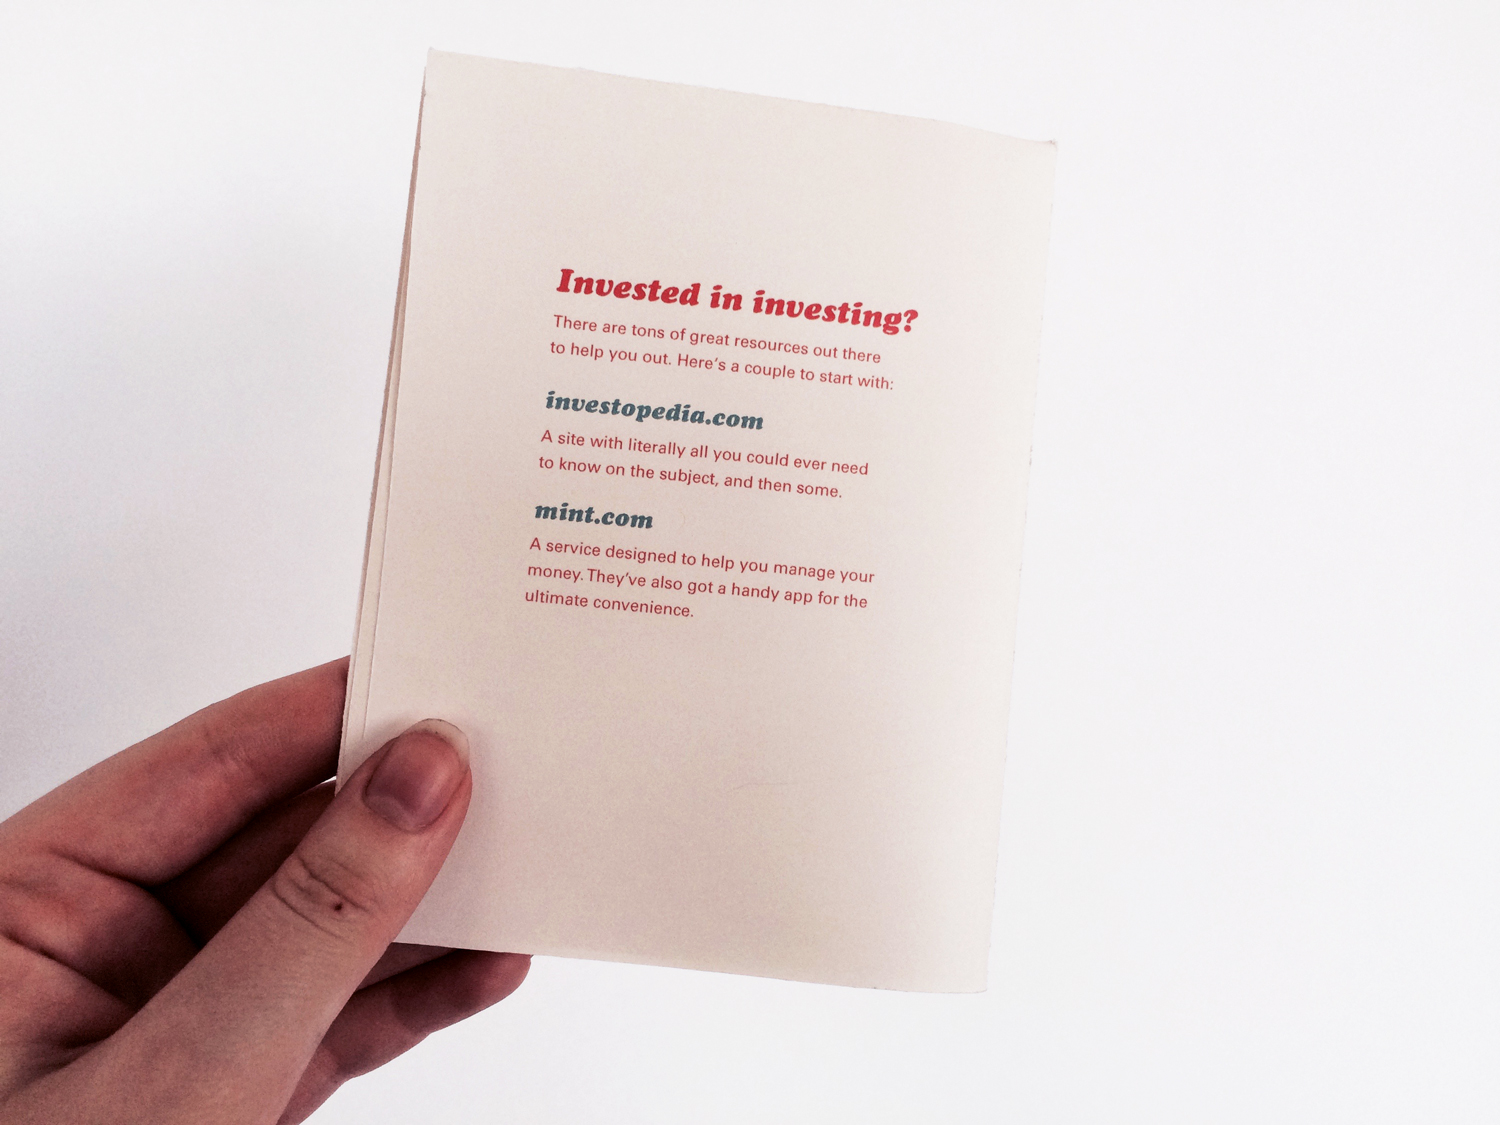 Invested in investing?
There are tons of great resources out there
to help you out. Here's a couple to start with:
investopedia.com
A site with literally all you could ever need
to know on the subject, and then some.
mint.com
A service designed to help you manage your
money. They've also got a handy app for the
ultimate convenience.